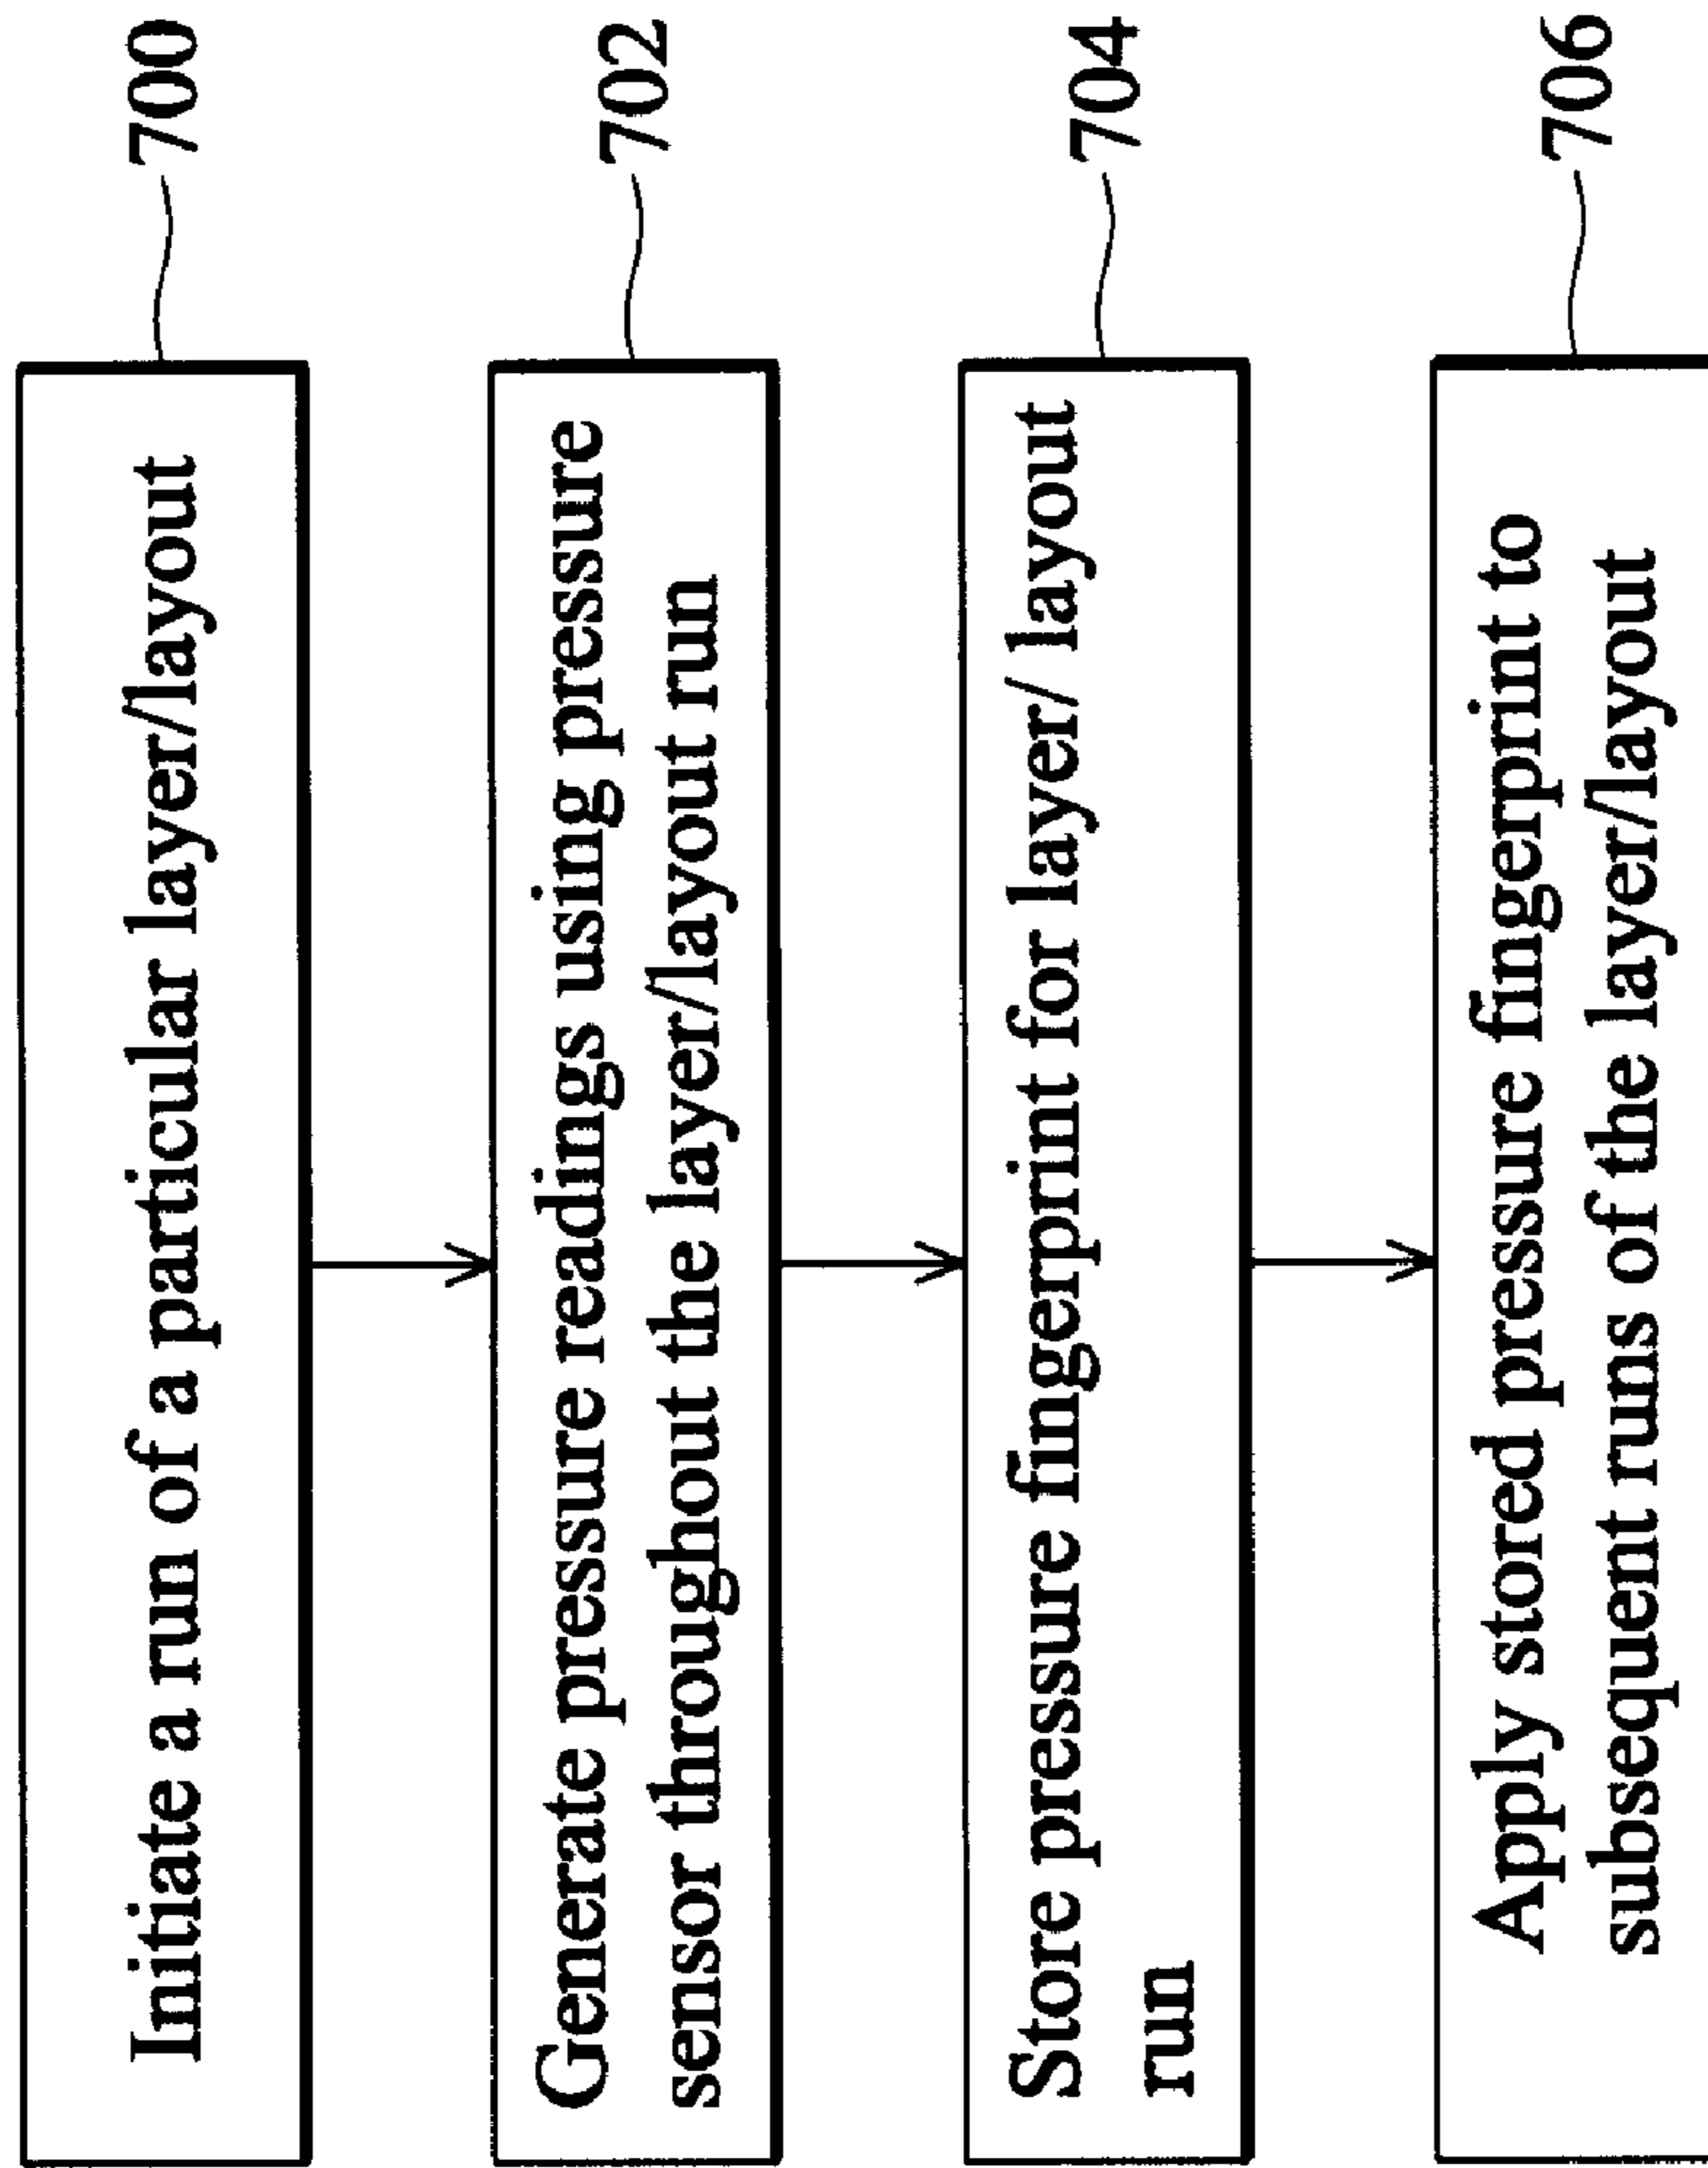 Initiate a run of a particular layer/layout
700
Generate pressure readings using pressure
sensor throughout the layer/layout run
702
Store pressure fingerprint for layer/ layout
run
704
Apply stored pressure fingerprint to
subsequent runs of the layer/layout
706